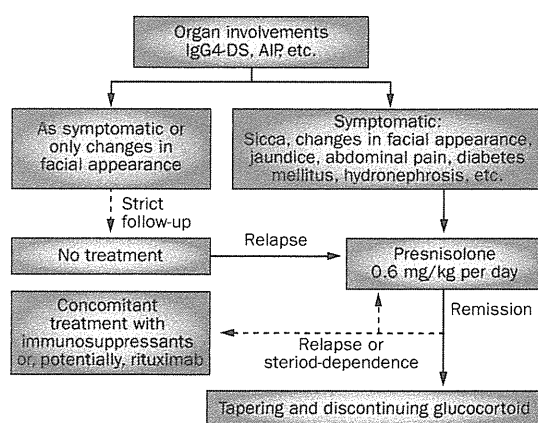 Organ involvements
IgG4-DS, AIP, etc.
As symptomatic or
only changes in
facial appearance
Symptomatic:
Sicca, changes in facial appearance,
jaundice, abdominal pain, diabetes
mellitus, hydronephrosis, etc.
Strict
follow-up
No treatment
Relapse
Presnisolone
0.6 mg/kg per day
Concomitant
treatment with
immunosuppressants
or, potentially, rituximab
Remission
Relapse or
steriod-dependence
Tapering and discontinuing glucocortoid